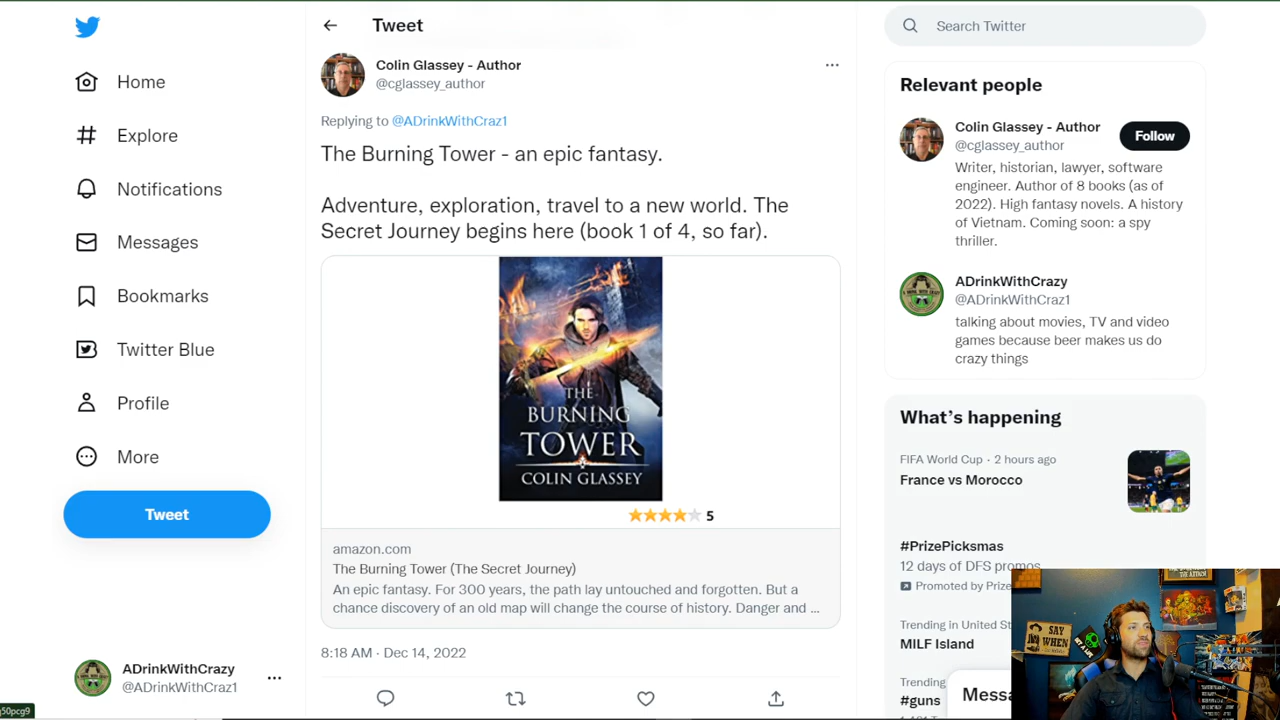 Home
Explore
Notifications
Messages
Bookmarks
Twitter Blue
Profile
More
Tweet
ADrinkWithCrazy
@ADrinkWithCraz1
q50pcg9
Tweet
Colin Glassey - Author
@cglassey_author
Replying to @ADrinkWithCraz1
The Burning Tower - an epic fantasy.
Adventure, exploration, travel to a new world. The
Secret Journey begins here (book 1 of 4, so far).
THE
BURNING
TOWER
COLIN GLASSEY
5
amazon.com
The Burning Tower (The Secret Journey)
An epic fantasy. For 300 years, the path lay untouched and forgotten. But a
chance discovery of an old map will change the course of history. Danger and ...
8:18 AM · Dec 14, 2022
Search Twitter
Relevant people
Colin Glassey - Author
@cglassey_author
Follow
Writer, historian, lawyer, software
engineer. Author of 8 books (as of
2022). High fantasy novels. A history
of Vietnam. Coming soon: a spy
thriller.
ADrinkWithCrazy
@ADrinkWithCraz1
talking about movies, TV and video
games because beer makes us do
crazy things
What's happening
FIFA World Cup · 2 hours ago
France vs Morocco
#PrizePicksmas
12 days of DFS promos
Promoted by Prize
Trending in United St
MILF Island
Trending
#guns
Messa
SAY
WHEN